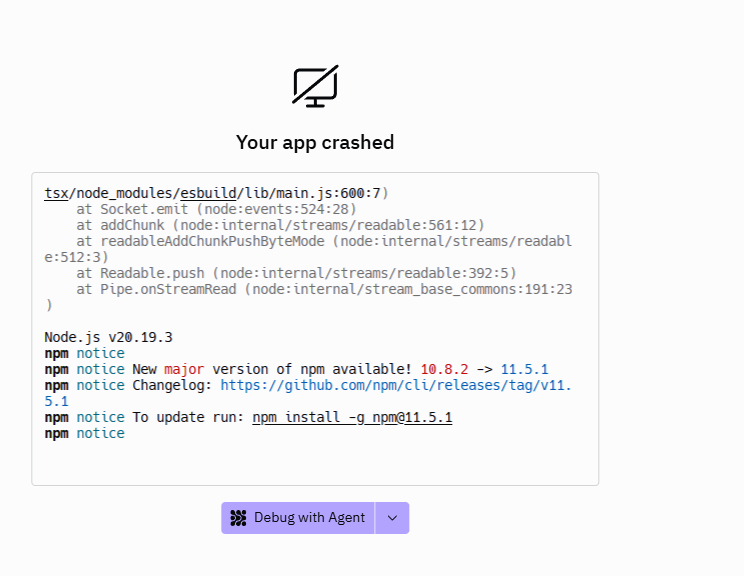 Your app crashed
tsx/node_modules/esbuild/lib/main.js:600:7)
at Socket.emit (node:events:524:28)
at addChunk (node:internal/streams/readable:561:12)
at readableAddChunkPushByteMode (node:internal/streams/readabl
e:512:3)
at Readable.push (node:internal/streams/readable:392:5)
at Pipe.onStreamRead (node:internal/stream_base_commons:191:23
)
Node.js v20.19.3
npm notice
npm notice New major version of npm available! 10.8.2 -> 11.5.1
npm notice Changelog: https://github.com/npm/cli/releases/tag/v11.
5.1
npm notice To update run: npm install -g npm@11.5.1
npm notice
Debug with Agent